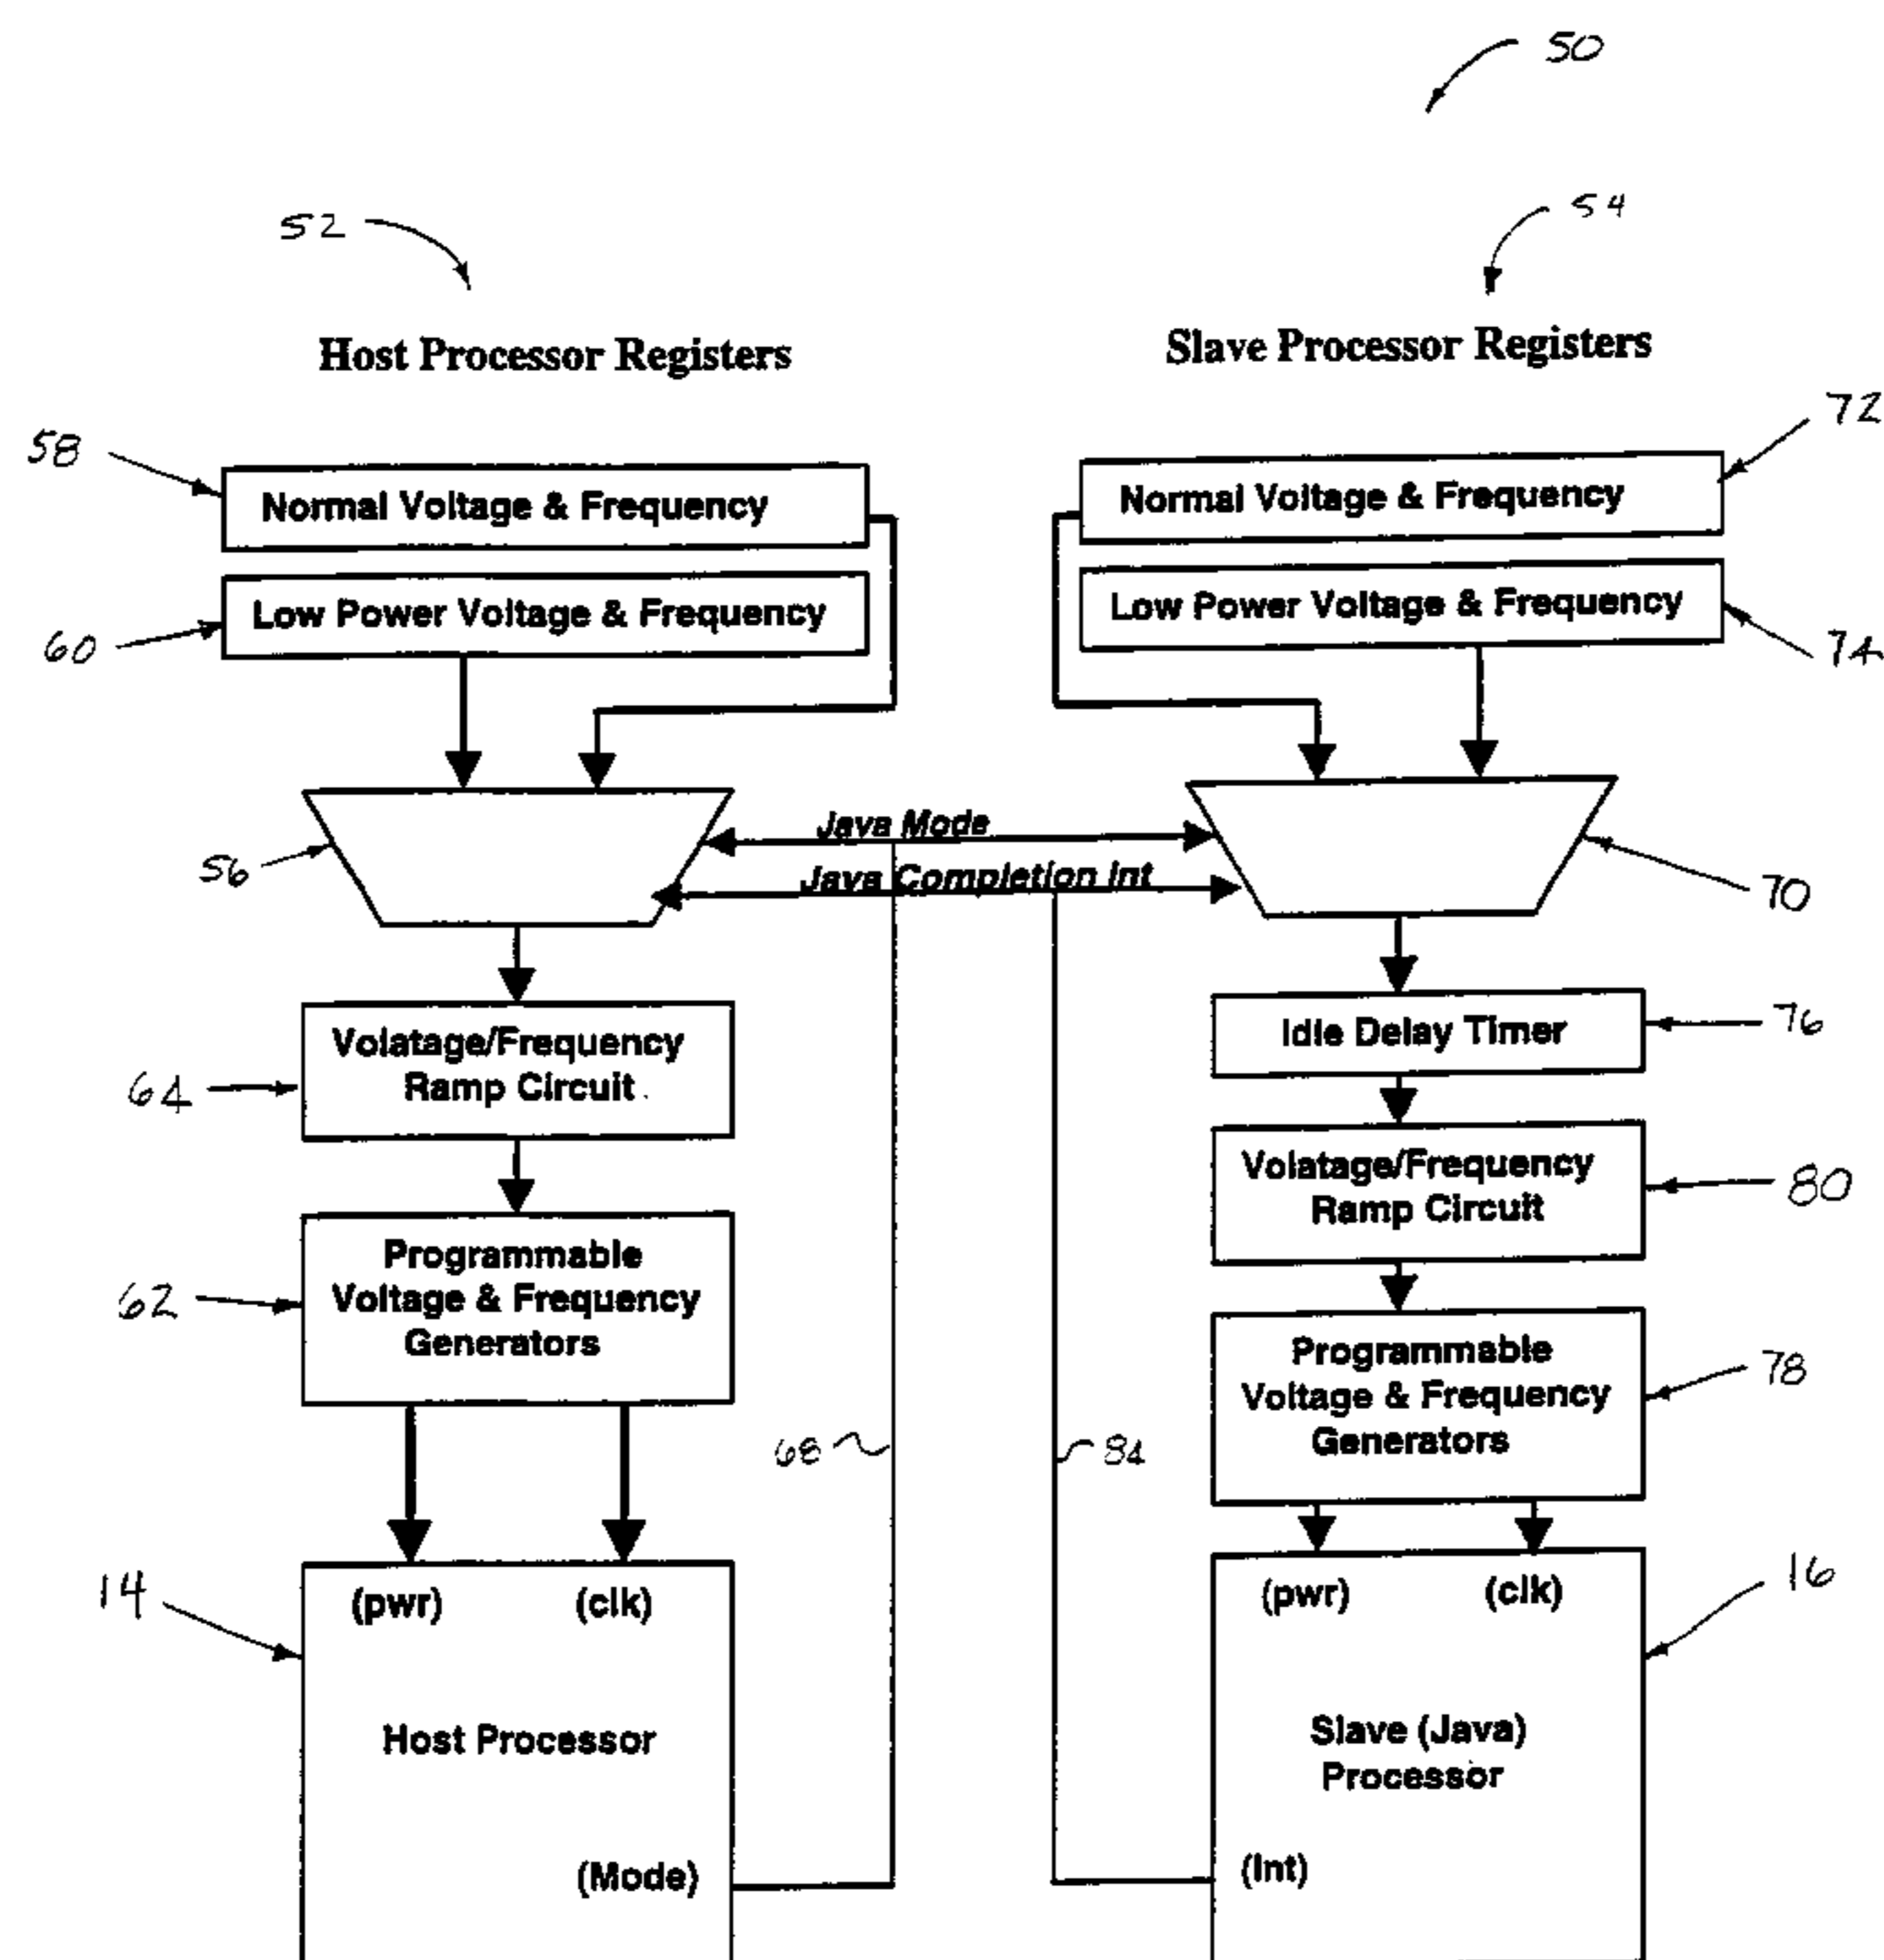 50
52
54
Host Processor Registers
Slave Processor Registers
58
72
Normal Voltage & Frequency
Normal Voltage & Frequency
Low Power Voltage & Frequency
Low Power Voltage & Frequency
60
74
Java Mode
56
Java Completion Int
70
Volatage/Frequency
Ramp Circuit
64
Idle Delay Timer
76
Volatage/Frequency
Ramp Circuit
80
Programmable
Voltage & Frequency
Generators
62
Programmable
Voltage & Frequency
Generators
78
68
84
14
(pwr)
(clk)
Host Processor
(Mode)
16
(pwr)
(clk)
Slave (Java)
Processor
(Int)